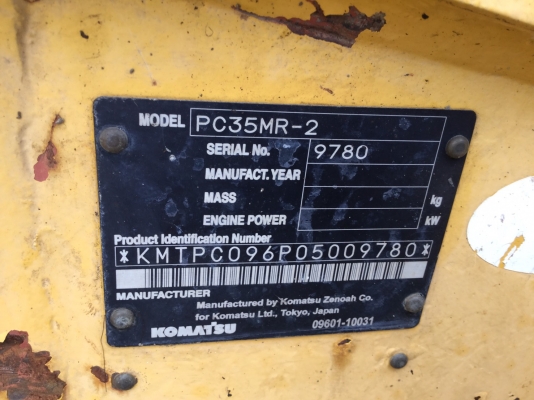 MODEL PC35MR-2
SERIAL No. 9780
MANUFACT. YEAR
MASS kg
ENGINE POWER kW
Product Identification Number
*KMTPC096P05009780*
MANUFACTURER
Manufactured by Komatsu Zenoah Co.
for Komatsu Ltd., Tokyo, Japan
KOMATSU 09601-10031